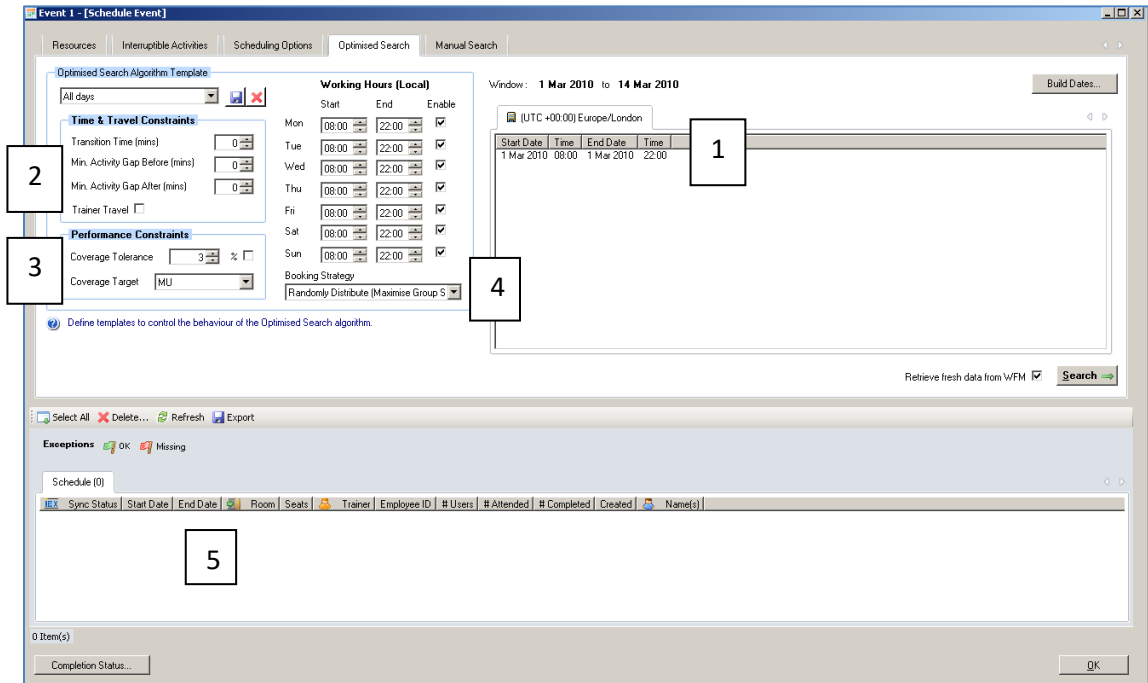 Event 1 - [Schedule Event]
Resources Interruptible Activities Scheduling Options Optimised Search Manual Search
Optimised Search Algorithm Template
All days
Time & Travel Constraints
Transition Time (mins) 0
Min. Activity Gap Before (mins) 0
Min. Activity Gap After (mins) 0
Trainer Travel
2
Performance Constraints
Coverage Tolerance 3 %
Coverage Target MU
3
Working Hours (Local)
Start End Enable
Mon 08:00 22:00
Tue 08:00 22:00
Wed 08:00 22:00
Thu 08:00 22:00
Fri 08:00 22:00
Sat 08:00 22:00
Sun 08:00 22:00
Booking Strategy
Randomly Distribute (Maximise Group S
4
Define templates to control the behaviour of the Optimised Search algorithm.
Window: 1 Mar 2010 to 14 Mar 2010
Build Dates...
(UTC +00:00) Europe/London
Start Date Time End Date Time
1 Mar 2010 08:00 1 Mar 2010 22:00
1
Retrieve fresh data from WFM Search
Select All Delete... Refresh Export
Exceptions OK Missing
Schedule (0)
IEX Sync Status Start Date End Date Room Seats Trainer Employee ID # Users # Attended # Completed Created Name(s)
5
0 Item(s)
Completion Status... OK